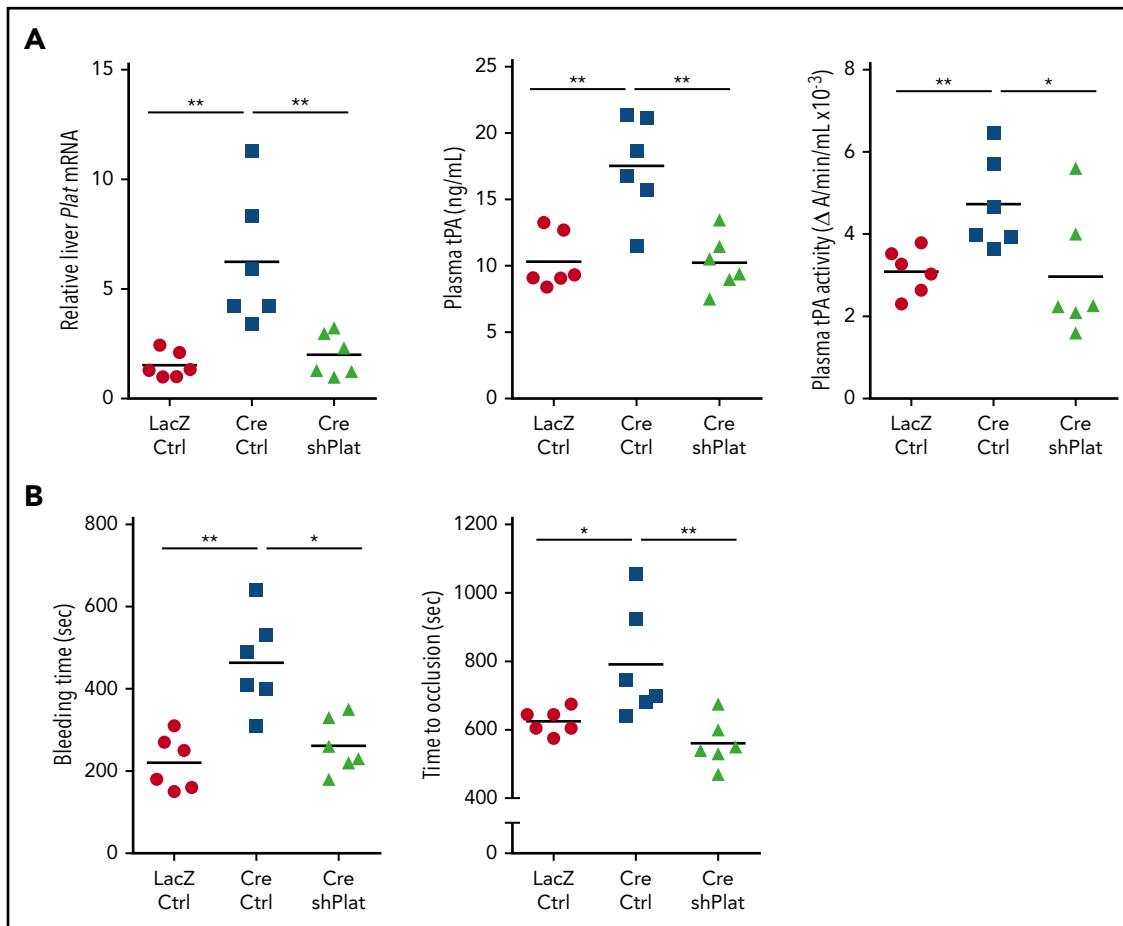 A
Relative liver Plat mRNA
15
10
5
0
** **
LacZ Ctrl
Cre Ctrl
Cre shPlat
Plasma tPA (ng/mL)
25
20
15
10
5
0
** **
LacZ Ctrl
Cre Ctrl
Cre shPlat
Plasma tPA activity (Δ A/min/mL x10-3)
8
6
4
2
0
** *
LacZ Ctrl
Cre Ctrl
Cre shPlat
B
Bleeding time (sec)
800
600
400
200
0
** *
LacZ Ctrl
Cre Ctrl
Cre shPlat
Time to occlusion (sec)
1200
1000
800
600
400
0
* **
LacZ Ctrl
Cre Ctrl
Cre shPlat